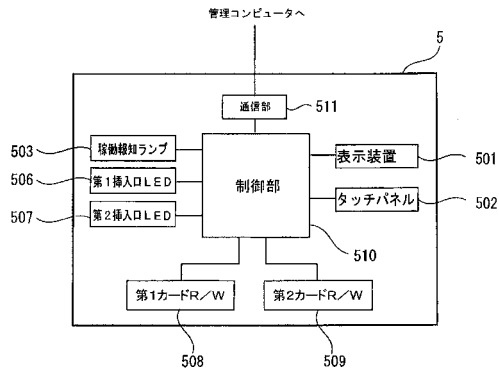 管理コンピュータへ
5
通信部
511
503
稼働報知ランプ
表示装置
501
506
第1挿入口LED
制御部
タッチパネル
502
507
第2挿入口LED
510
第1カードR/W
第2カードR/W
508
509